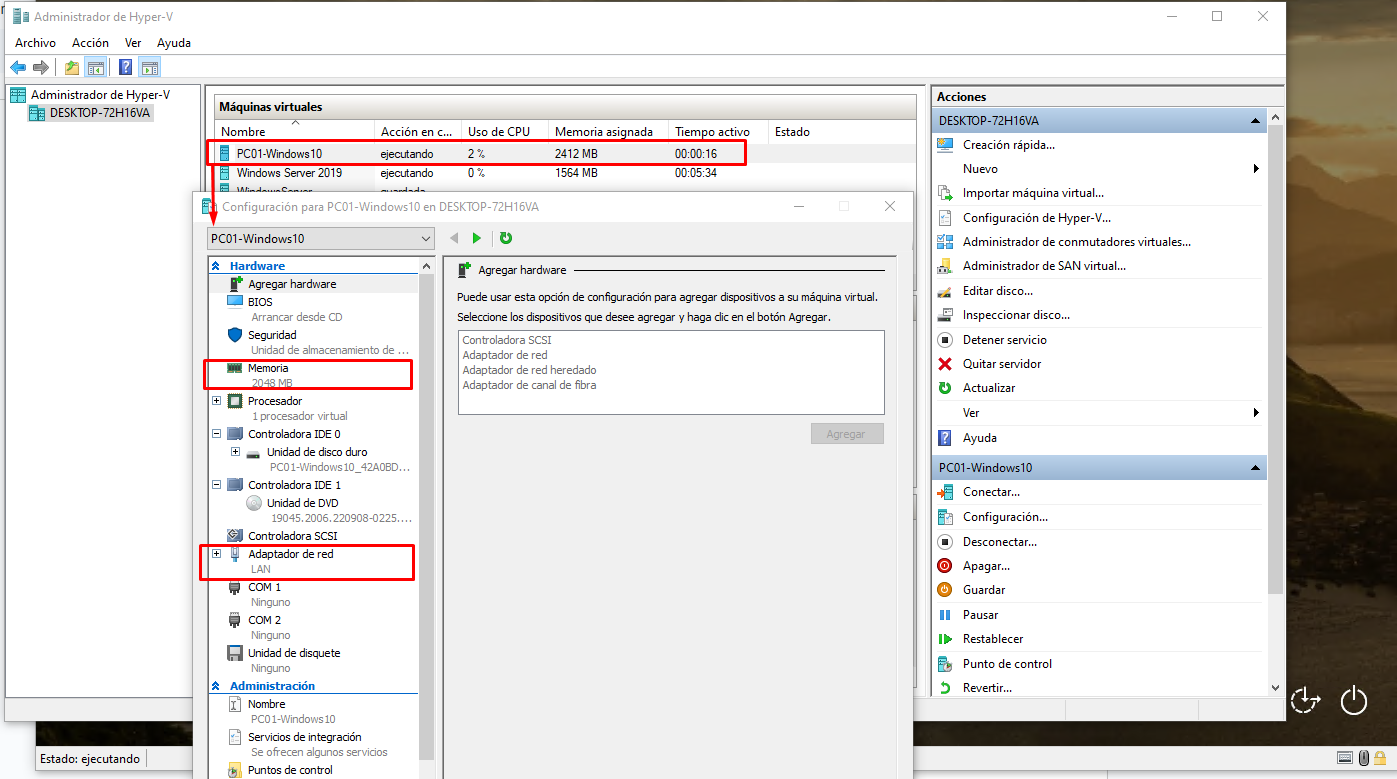 Administrador de Hyper-V
Archivo Acción Ver Ayuda
Administrador de Hyper-V
DESKTOP-72H16VA
Máquinas virtuales
Nombre Acción en c... Uso de CPU Memoria asignada Tiempo activo Estado
PC01-Windows10 ejecutando 2 % 2412 MB 00:00:16
Windows Server 2019 ejecutando 0 % 1564 MB 00:05:34
WindowsServer guardada
Configuración para PC01-Windows10 en DESKTOP-72H16VA
PC01-Windows10
Hardware
Agregar hardware
BIOS
Arrancar desde CD
Seguridad
Unidad de almacenamiento de ...
Memoria
2048 MB
Procesador
1 procesador virtual
Controladora IDE 0
Unidad de disco duro
PC01-Windows10_42A0BD...
Controladora IDE 1
Unidad de DVD
19045.2006.220908-0225....
Controladora SCSI
Adaptador de red
LAN
COM 1
Ninguno
COM 2
Ninguno
Unidad de disquete
Ninguno
Administración
Nombre
PC01-Windows10
Servicios de integración
Se ofrecen algunos servicios
Puntos de control
Agregar hardware
Puede usar esta opción de configuración para agregar dispositivos a su máquina virtual.
Seleccione los dispositivos que desee agregar y haga clic en el botón Agregar.
Controladora SCSI
Adaptador de red
Adaptador de red heredado
Adaptador de canal de fibra
Agregar
Acciones
DESKTOP-72H16VA
Creación rápida...
Nuevo
Importar máquina virtual...
Configuración de Hyper-V...
Administrador de conmutadores virtuales...
Administrador de SAN virtual...
Editar disco...
Inspeccionar disco...
Detener servicio
Quitar servidor
Actualizar
Ver
Ayuda
PC01-Windows10
Conectar...
Configuración...
Desconectar...
Apagar...
Guardar
Pausar
Restablecer
Punto de control
Revertir...
Estado: ejecutando